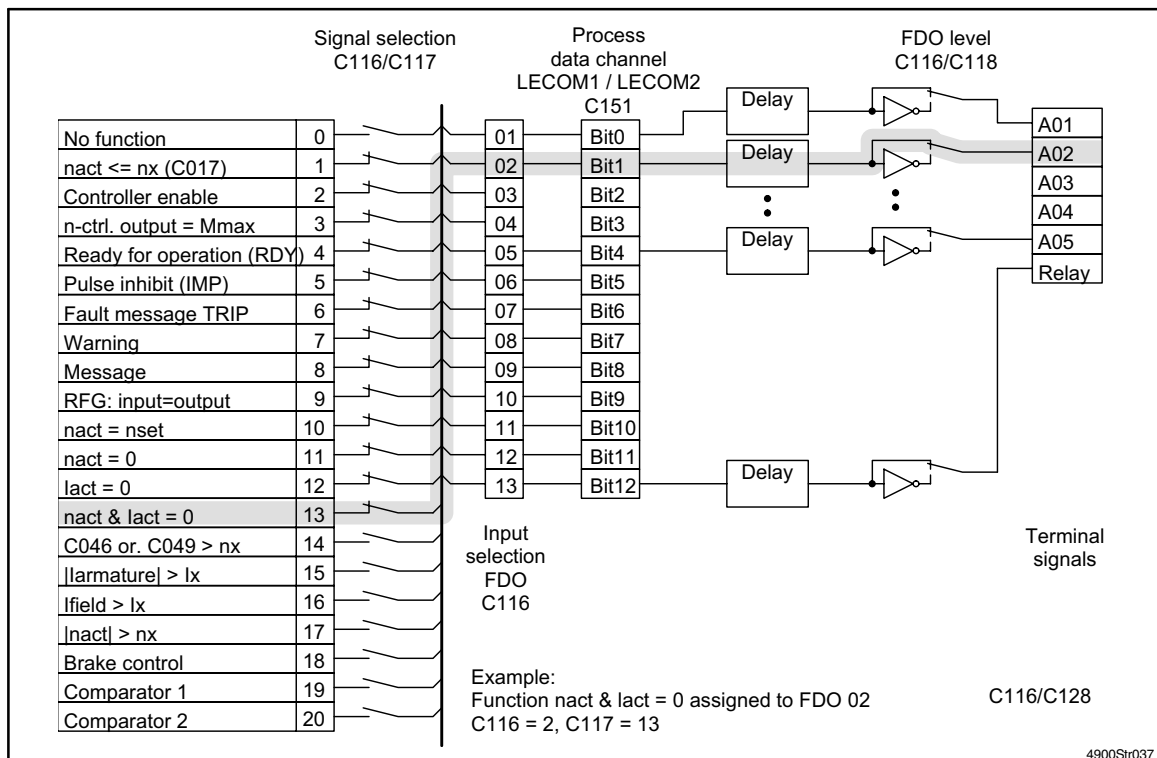 Signal selection
C116/C117
Process
data channel
LECOM1 / LECOM2
C151
FDO level
C116/C118
No function 0
nact <= nx (C017) 1
Controller enable 2
n-ctrl. output = Mmax 3
Ready for operation (RDY) 4
Pulse inhibit (IMP) 5
Fault message TRIP 6
Warning 7
Message 8
RFG: input=output 9
nact = nset 10
nact = 0 11
Iact = 0 12
nact & Iact = 0 13
C046 or. C049 > nx 14
|Iarmature| > Ix 15
Ifield > Ix 16
|nact| > nx 17
Brake control 18
Comparator 1 19
Comparator 2 20
01 Bit0
02 Bit1
03 Bit2
04 Bit3
05 Bit4
06 Bit5
07 Bit6
08 Bit7
09 Bit8
10 Bit9
11 Bit10
12 Bit11
13 Bit12
Delay
Delay
Delay
Delay
A01
A02
A03
A04
A05
Relay
Input
selection
FDO
C116
Terminal
signals
Example:
Function nact & Iact = 0 assigned to FDO 02
C116 = 2, C117 = 13
C116/C128
4900Str037